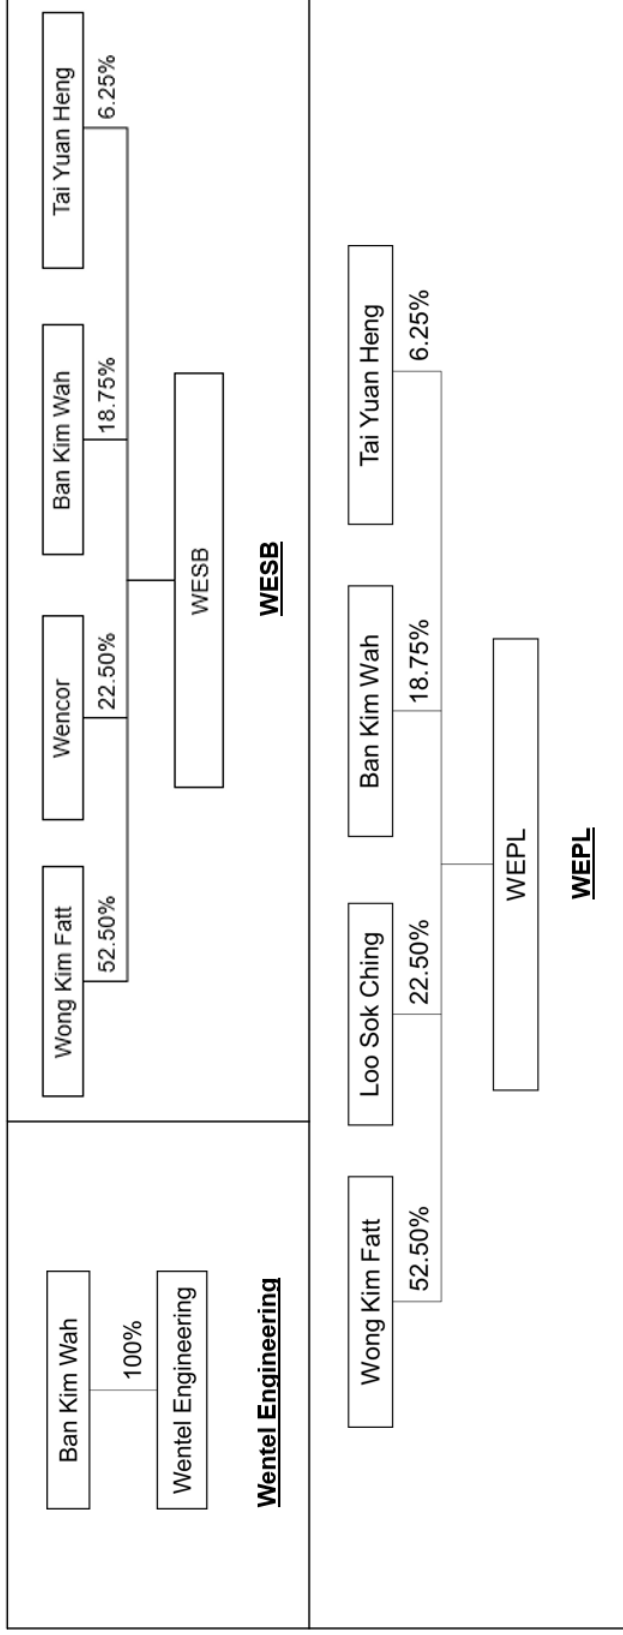 Ban Kim Wah
100%
Wentel Engineering
Wentel Engineering
Wong Kim Fatt
Wencor
Ban Kim Wah
Tai Yuan Heng
52.50%
22.50%
18.75%
6.25%
WESB
WESB
Wong Kim Fatt
Loo Sok Ching
Ban Kim Wah
Tai Yuan Heng
52.50%
22.50%
18.75%
6.25%
WEPL
WEPL